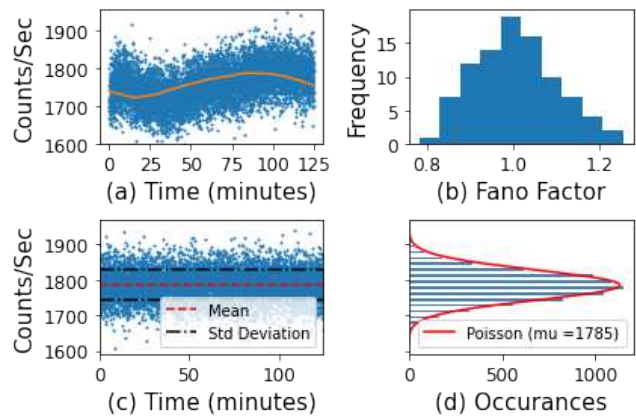 Counts/Sec
1900
1800
1700
1600
0 25 50 75 100 125
(a) Time (minutes)
Frequency
15
10
5
0
0.8 1.0 1.2
(b) Fano Factor
Counts/Sec
1900
1800
1700
1600
Mean
Std Deviation
0 50 100
(c) Time (minutes)
Poisson (mu =1785)
0 500 1000
(d) Occurances